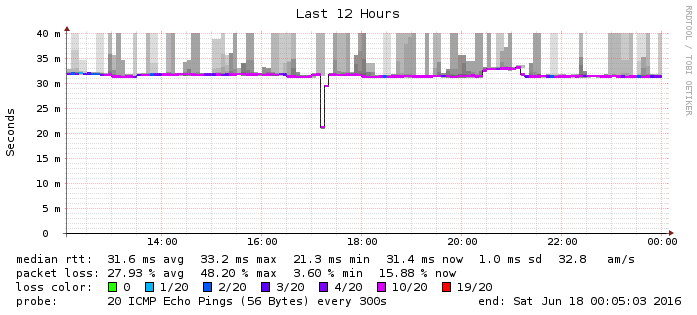 Last 12 Hours
RRDTOOL / TOBI OETIKER
Seconds
40 m
35 m
30 m
25 m
20 m
15 m
10 m
5 m
0
14:00 16:00 18:00 20:00 22:00 00:00
median rtt: 31.6 ms avg 33.2 ms max 21.3 ms min 31.4 ms now 1.0 ms sd 32.8 am/s
packet loss: 27.93 % avg 48.20 % max 3.60 % min 15.88 % now
loss color: 0 1/20 2/20 3/20 4/20 10/20 19/20
probe: 20 ICMP Echo Pings (56 Bytes) every 300s end: Sat Jun 18 00:05:03 2016